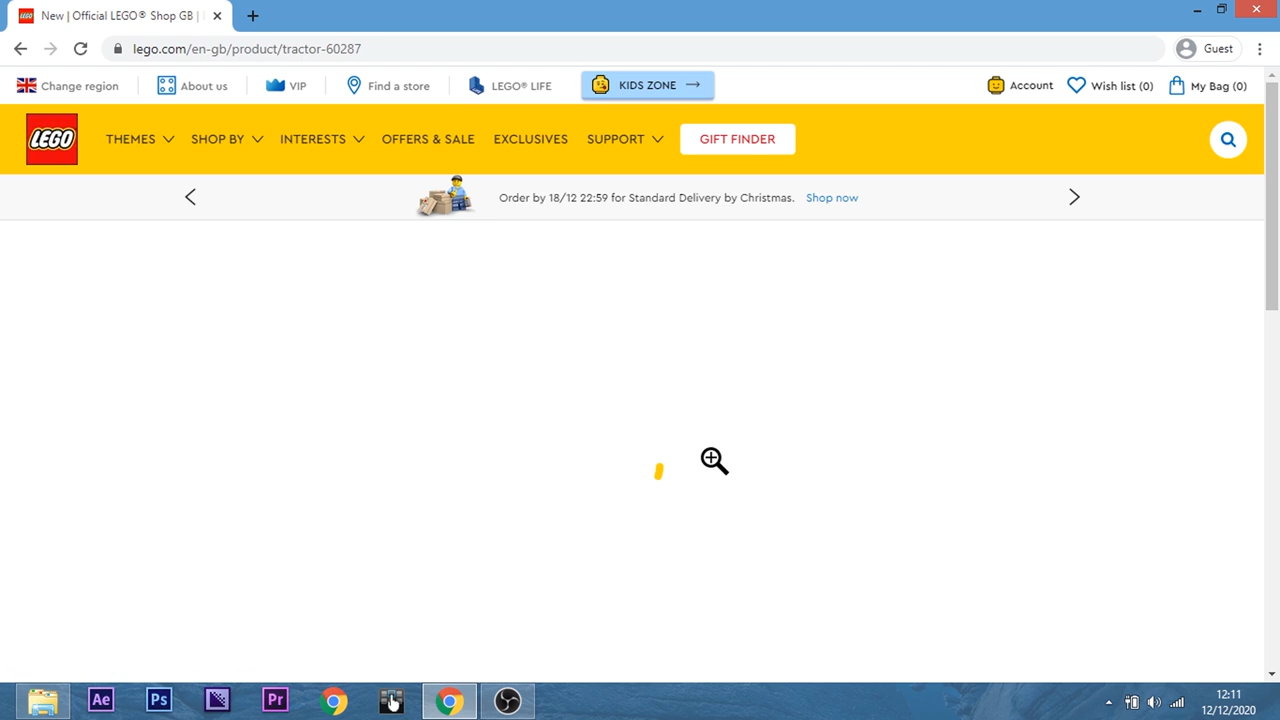 New | Official LEGO® Shop GB |
lego.com/en-gb/product/tractor-60287
Guest
Change region
About us
VIP
Find a store
LEGO® LIFE
KIDS ZONE
Account
Wish list (0)
My Bag (0)
LEGO
THEMES
SHOP BY
INTERESTS
OFFERS & SALE
EXCLUSIVES
SUPPORT
GIFT FINDER
Order by 18/12 22:59 for Standard Delivery by Christmas. Shop now
Ae
Ps
Pr
12:11
12/12/2020